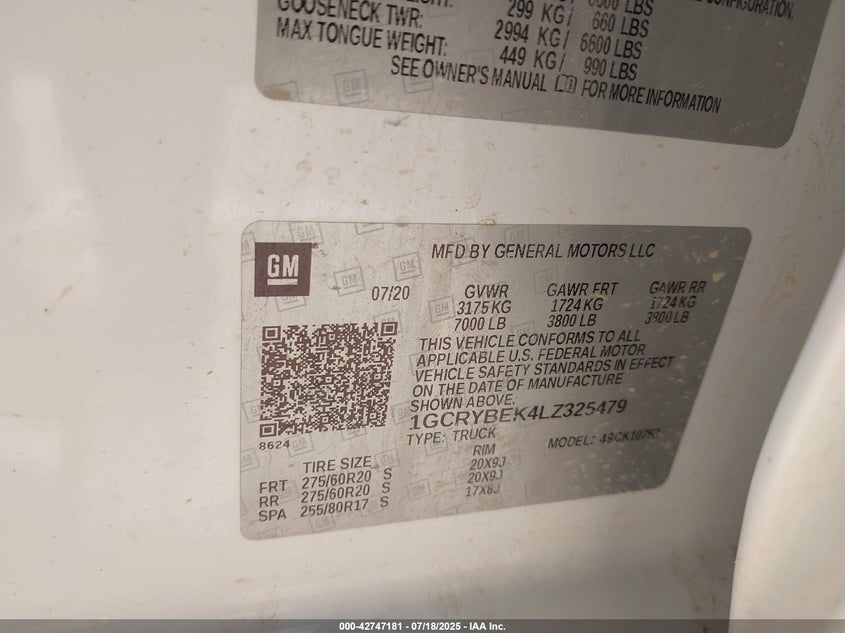 CONFIGURATION.
299 KG/ 660 LBS
GOOSENECK TWR: 2994 KG/ 6600 LBS
MAX TONGUE WEIGHT: 449 KG/ 990 LBS
SEE OWNER'S MANUAL FOR MORE INFORMATION
GM
MFD BY GENERAL MOTORS LLC
07/20 GVWR GAWR FRT GAWR RR
3175 KG 1724 KG 1724 KG
7000 LB 3800 LB 3800 LB
THIS VEHICLE CONFORMS TO ALL
APPLICABLE U.S. FEDERAL MOTOR
VEHICLE SAFETY STANDARDS IN EFFECT
ON THE DATE OF MANUFACTURE
SHOWN ABOVE.
1GCRYBEK4LZ325479
8624
TYPE: TRUCK MODEL:
TIRE SIZE RIM
FRT 275/60R20 S 20X9J
RR 275/60R20 S 20X9J
SPA 255/80R17 S 17X8J
000-42747181 - 07/18/2025 - IAA Inc.